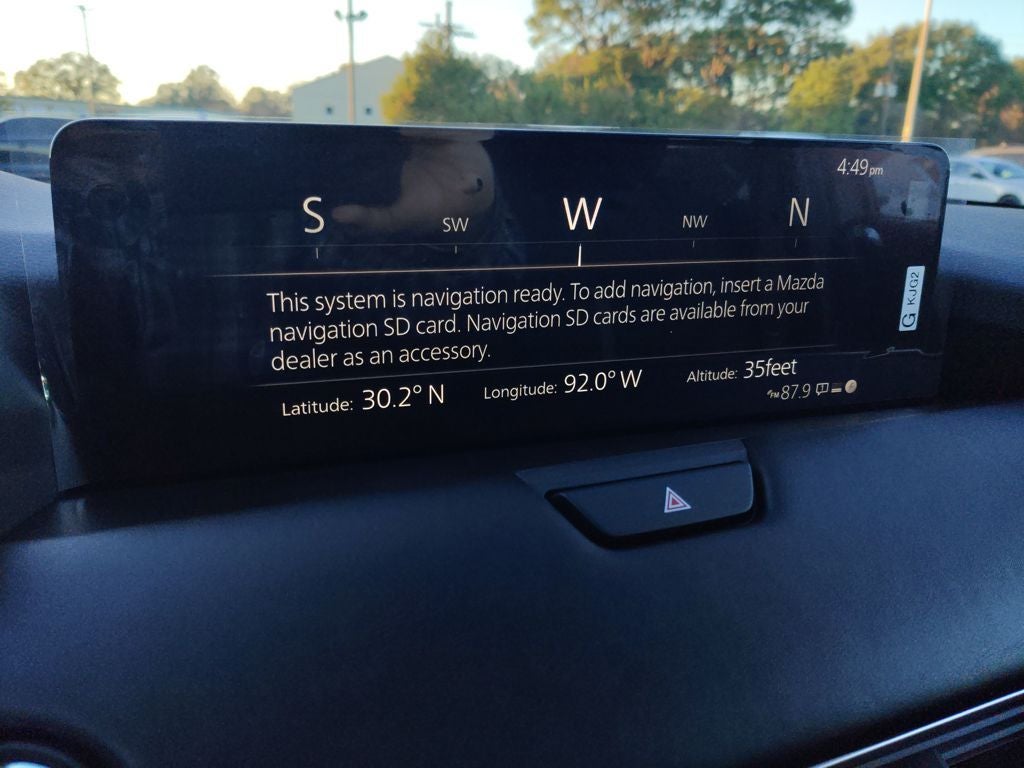 4:49 pm
S SW W NW N
This system is navigation ready. To add navigation, insert a Mazda
navigation SD card. Navigation SD cards are available from your
dealer as an accessory.
Latitude: 30.2° N Longitude: 92.0° W Altitude: 35feet
FM 87.9
G KJG2